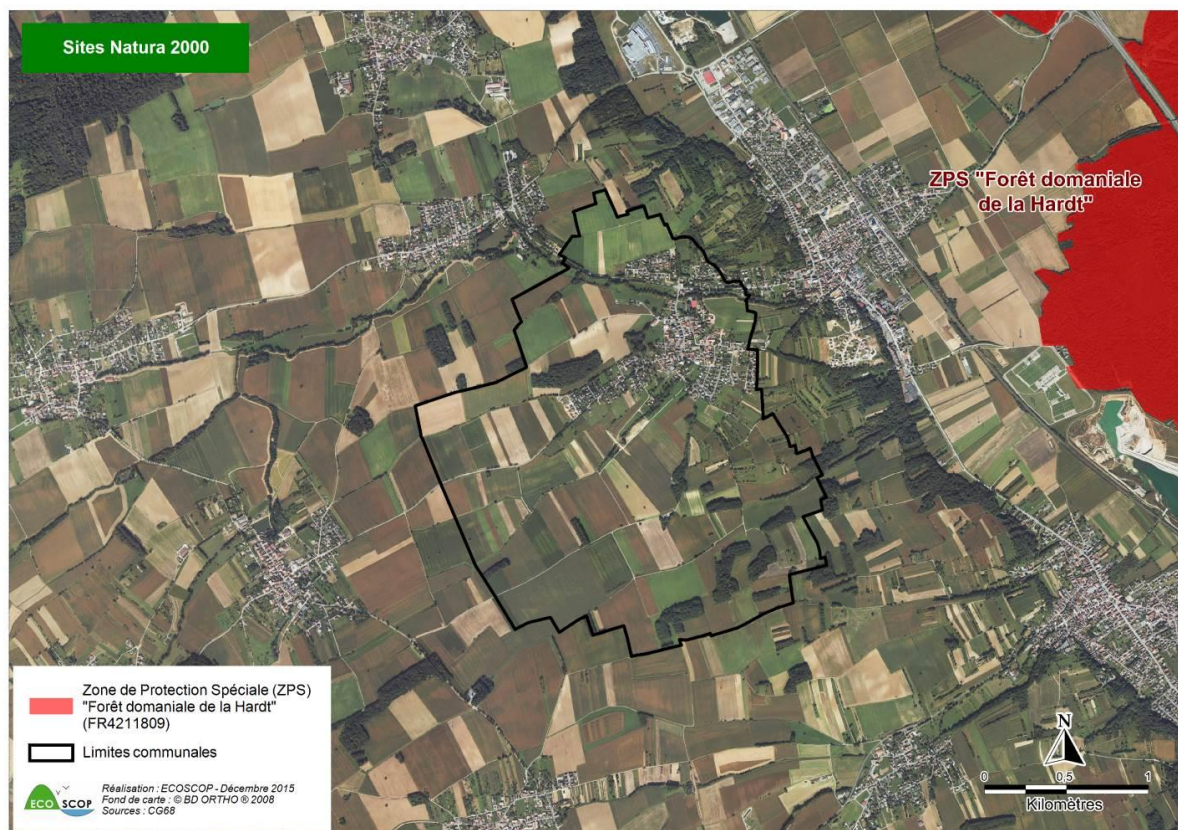 Sites Natura 2000
ZPS "Forêt domaniale
de la Hardt"
Zone de Protection Spéciale (ZPS)
"Forêt domaniale de la Hardt"
(FR4211809)
Limites communales
ECO SCOP
Réalisation : ECOSCOP - Décembre 2015
Fond de carte : © BD ORTHO ® 2008
Sources : CG68
N
0 0,5 1
Kilomètres